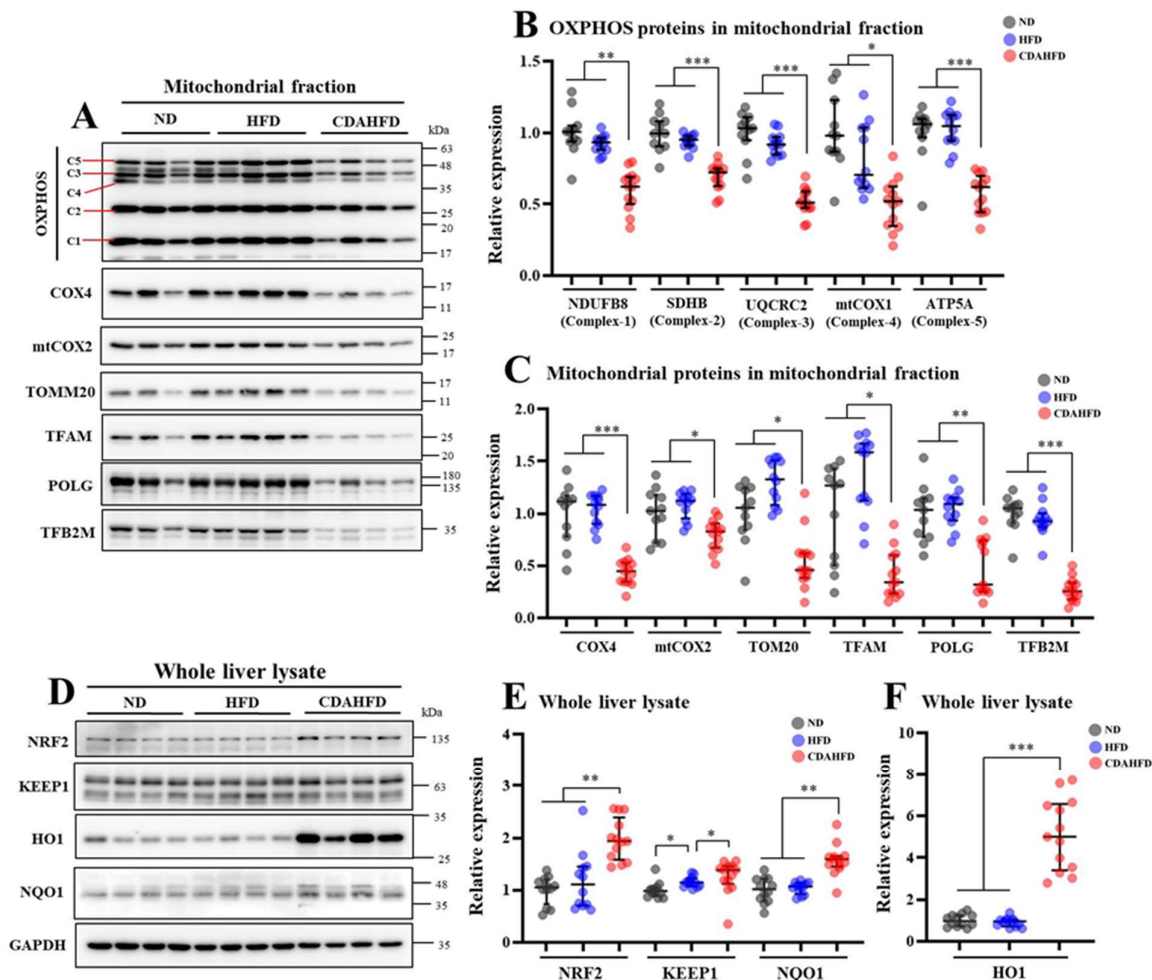 A
Mitochondrial fraction
ND HFD CDAHFD
kDa
OXPHOS
C5
C3
C4
C2
C1
63
48
35
25
20
17
COX4
17
11
mtCOX2
25
17
TOMM20
17
11
TFAM
25
20
POLG
180
135
TFB2M
35
B OXPHOS proteins in mitochondrial fraction
ND
HFD
CDAHFD
Relative expression
1.5
1.0
0.5
0.0
** *** *** * ***
NDUFB8 SDHB UQCRC2 mtCOX1 ATP5A
(Complex-1) (Complex-2) (Complex-3) (Complex-4) (Complex-5)
C Mitochondrial proteins in mitochondrial fraction
ND
HFD
CDAHFD
Relative expression
2.0
1.5
1.0
0.5
0.0
*** * * * ** ***
COX4 mtCOX2 TOM20 TFAM POLG TFB2M
D
Whole liver lysate
ND HFD CDAHFD
kDa
NRF2
135
KEEP1
63
HO1
35
25
NQO1
48
35
GAPDH
35
E Whole liver lysate
ND
HFD
CDAHFD
Relative expression
4
3
2
1
0
** * * **
NRF2 KEEP1 NQO1
F Whole liver lysate
ND
HFD
CDAHFD
Relative expression
10
8
6
4
2
0
***
HO1